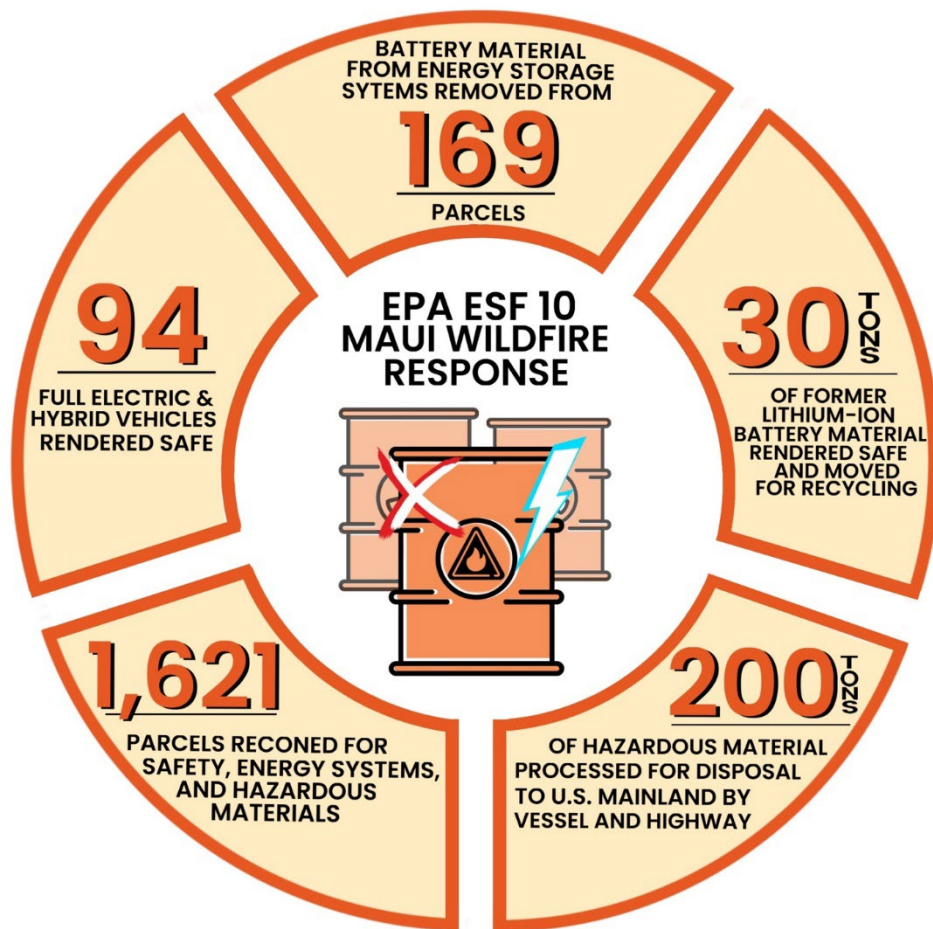 BATTERY MATERIAL
FROM ENERGY STORAGE
SYTEMS REMOVED FROM
169
PARCELS
94
FULL ELECTRIC &
HYBRID VEHICLES
RENDERED SAFE
EPA ESF 10
MAUI WILDFIRE
RESPONSE
30 TONS
OF FORMER
LITHIUM-ION
BATTERY MATERIAL
RENDERED SAFE
AND MOVED
FOR RECYCLING
1,621
PARCELS RECONED FOR
SAFETY, ENERGY SYSTEMS,
AND HAZARDOUS
MATERIALS
200 TONS
OF HAZARDOUS MATERIAL
PROCESSED FOR DISPOSAL
TO U.S. MAINLAND BY
VESSEL AND HIGHWAY